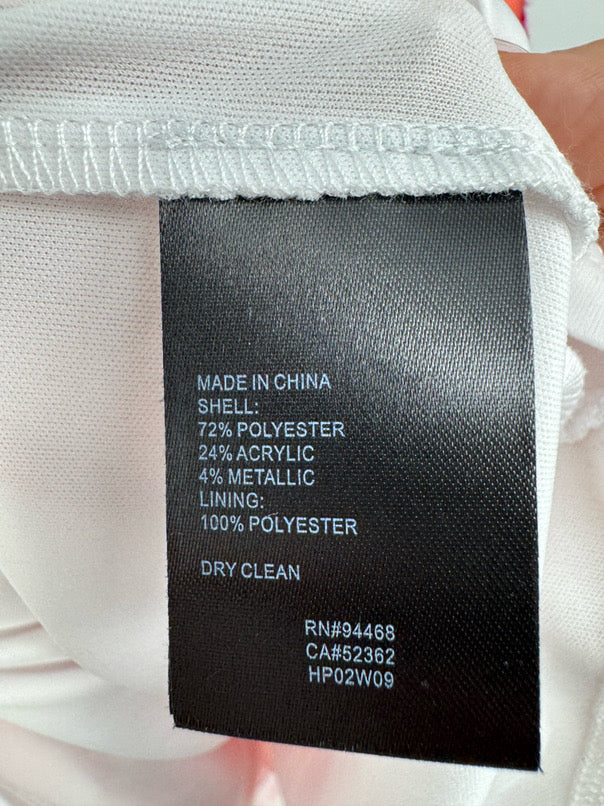 MADE IN CHINA
SHELL:
72% POLYESTER
24% ACRYLIC
4% METALLIC
LINING:
100% POLYESTER
DRY CLEAN
RN#94468
CA#52362
HP02W09